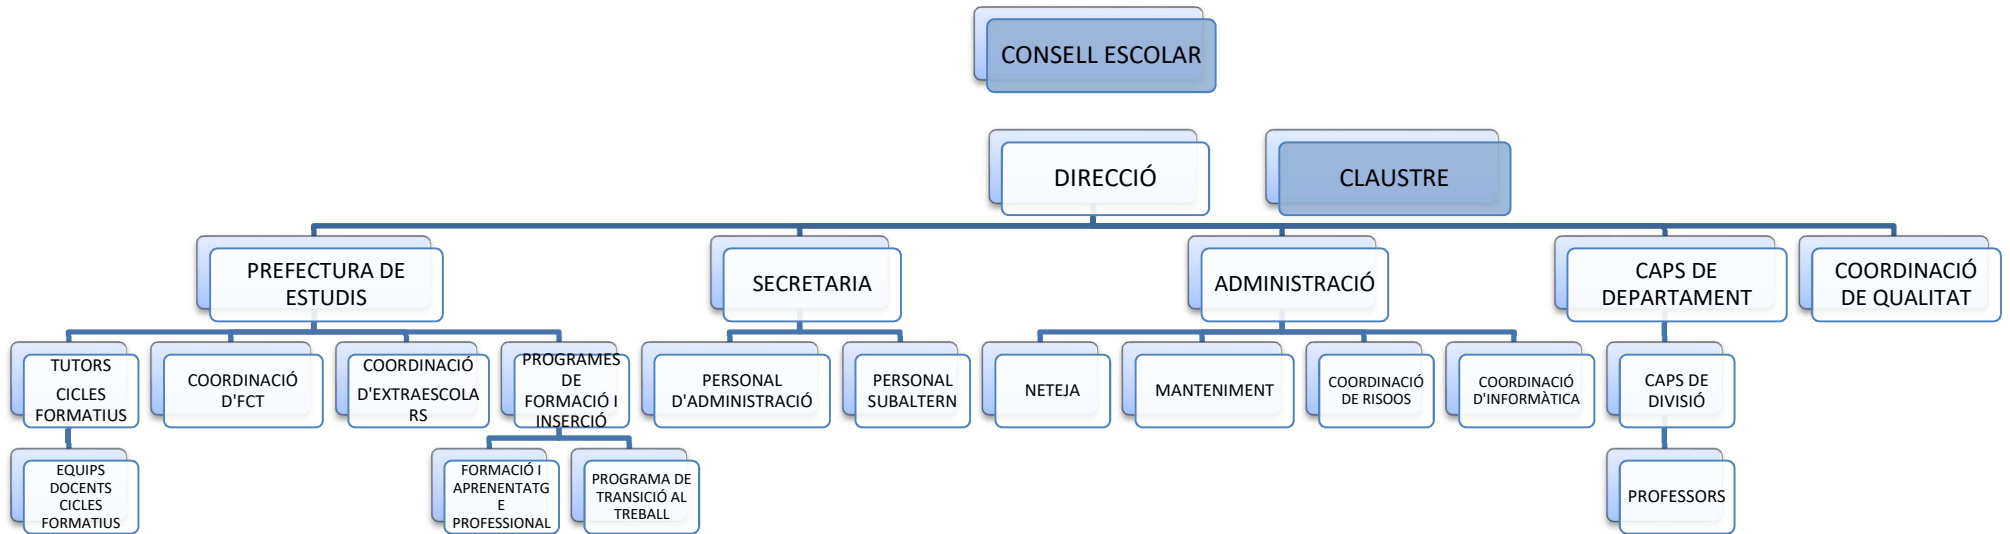 CONSELL ESCOLAR
DIRECCIÓ
CLAUSTRE
PREFECTURA DE
ESTUDIS
SECRETARIA
ADMINISTRACIÓ
CAPS DE
DEPARTAMENT
COORDINACIÓ
DE QUALITAT
TUTORS
CICLES
FORMATIUS
COORDINACIÓ
D'FCT
COORDINACIÓ
D'EXTRAESCOLA
RS
PROGRAMES
DE
FORMACIÓ I
INSERCIÓ
PERSONAL
D'ADMINISTRACIÓ
PERSONAL
SUBALTERN
NETEJA
MANTENIMENT
COORDINACIÓ
DE RISOOS
COORDINACIÓ
D'INFORMÀTICA
CAPS DE
DIVISIÓ
EQUIPS
DOCENTS
CICLES
FORMATIUS
FORMACIÓ I
APRENENTATG
E
PROFESSIONAL
PROGRAMA DE
TRANSICIÓ AL
TREBALL
PROFESSORS